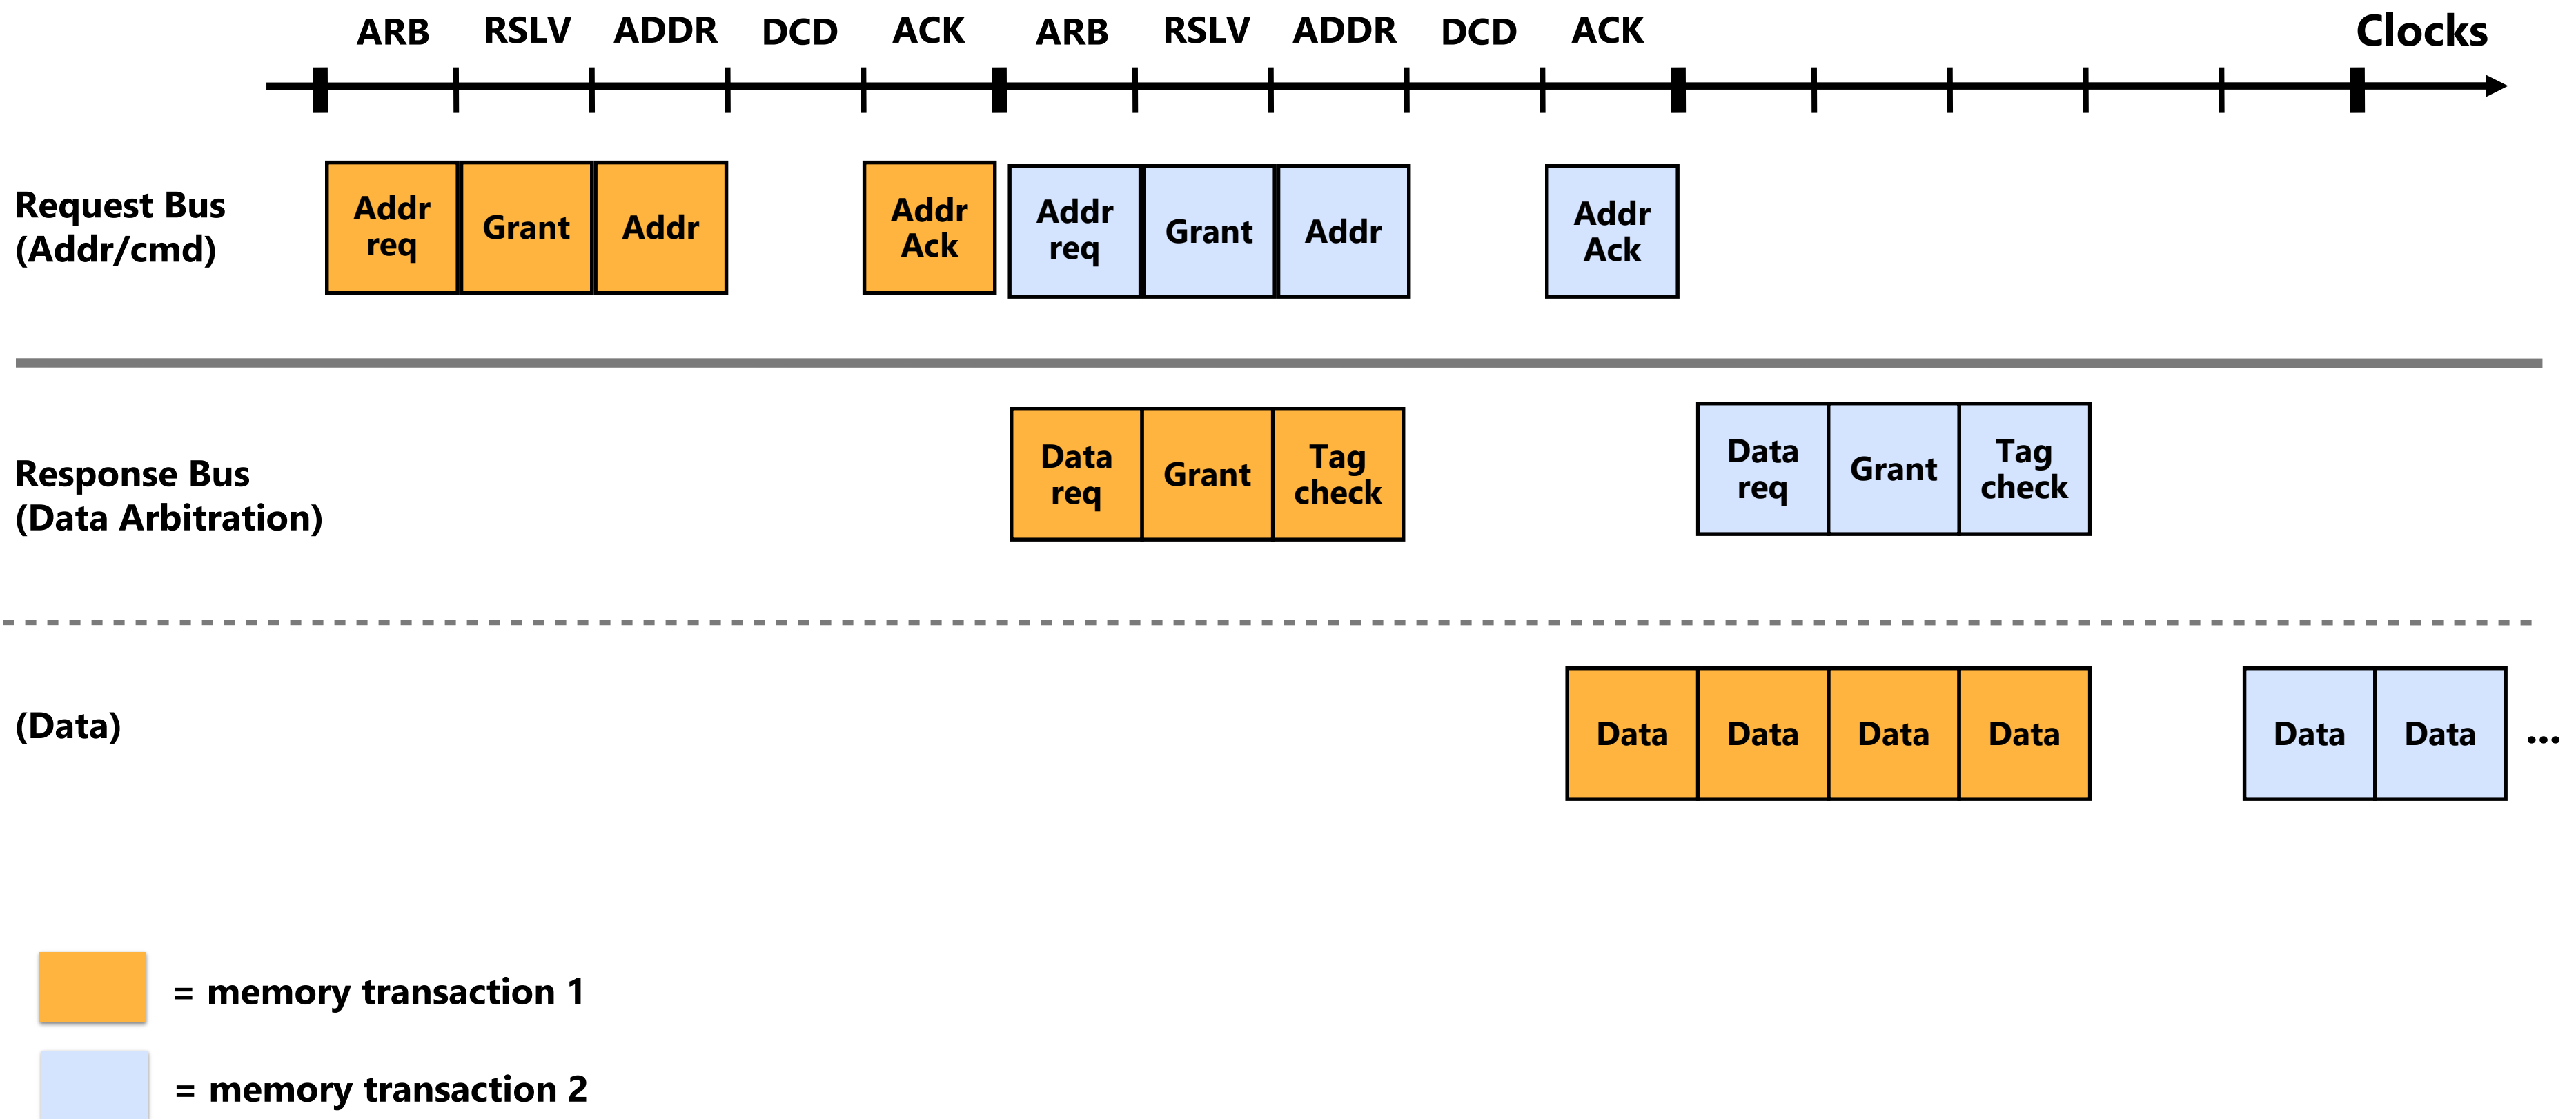 ARB RSLV ADDR DCD ACK ARB RSLV ADDR DCD ACK Clocks
Request Bus
(Addr/cmd)
Addr
req
Grant
Addr
Addr
Ack
Addr
req
Grant
Addr
Addr
Ack
Response Bus
(Data Arbitration)
Data
req
Grant
Tag
check
Data
req
Grant
Tag
check
(Data)
Data Data Data Data Data Data ...
= memory transaction 1
= memory transaction 2